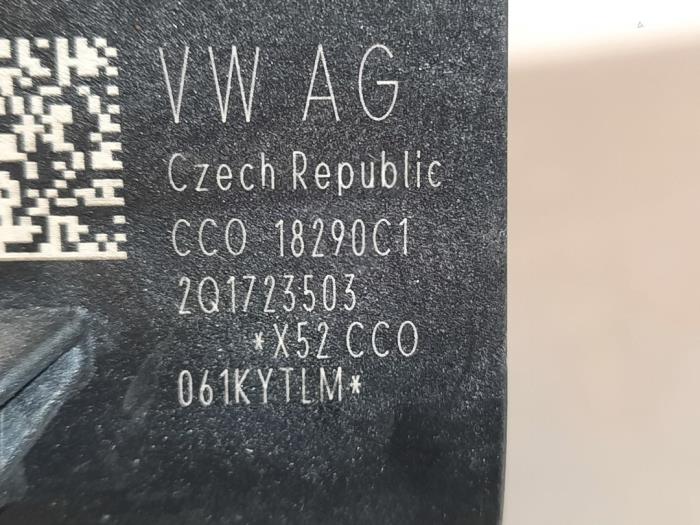 VW AG
Czech Republic
CCO 18290C1
2Q1723503
*X52 CCO
061KYTLM*